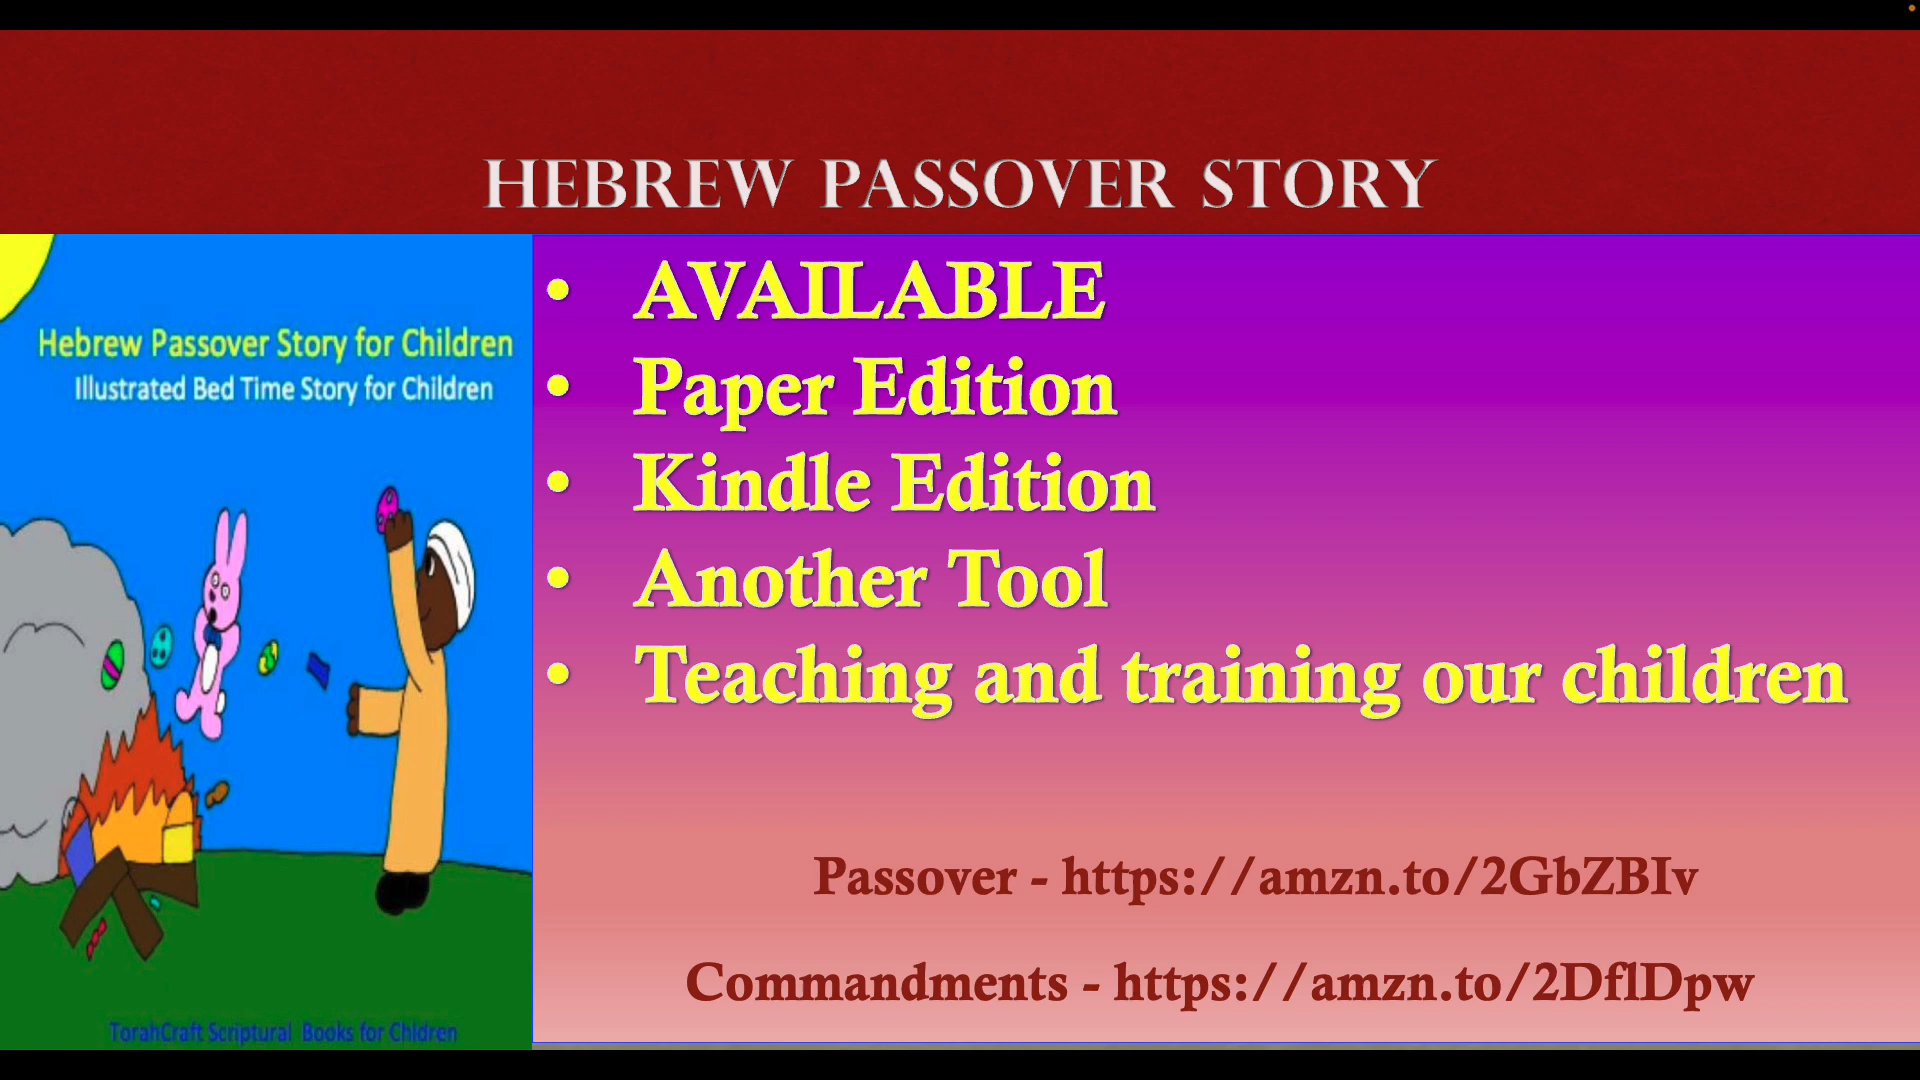 HEBREW PASSOVER STORY
Hebrew Passover Story for Children
Illustrated Bed Time Story for Children
TorahCraft Scriptural Books for Children
• AVAILABLE
• Paper Edition
• Kindle Edition
• Another Tool
• Teaching and training our children
Passover - https://amzn.to/2GbZBIv
Commandments - https://amzn.to/2DflDpw